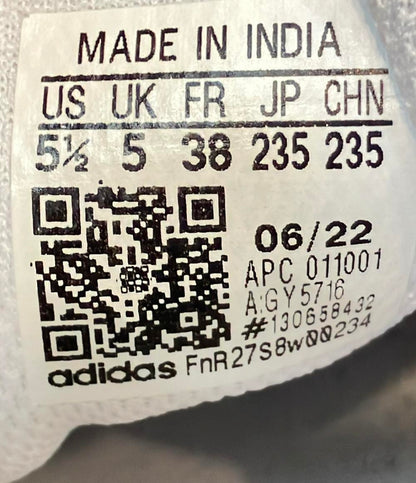 MADE IN INDIA
US UK FR JP CHN
5½ 5 38 235 235
06/22
APC 011001
A:GY5716
#130658432
adidas FnR27S8w00234